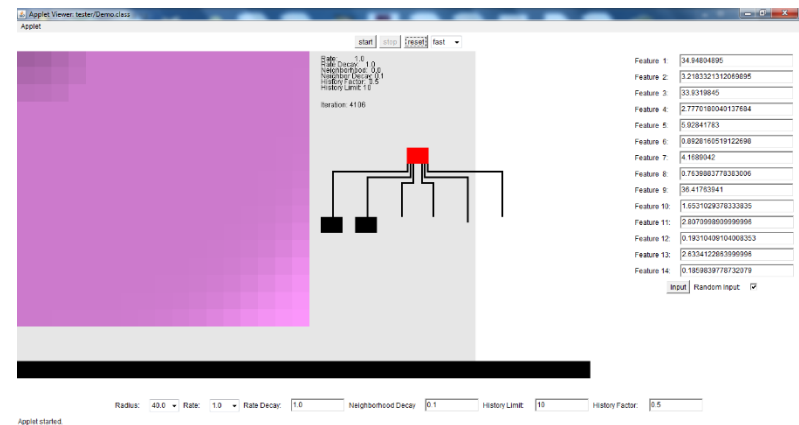 Applet Viewer: tester/Demo.class
Applet
start stop reset fast
Rate: 1.0
Rate Decay: 1.0
Neighborhood: 0.0
Neighbor Decay: 0.1
History Factor: 0.5
History Limit: 10
Iteration: 4106
Feature 1: 34.94804895
Feature 2: 3.2183321312069895
Feature 3: 33.9319845
Feature 4: 2.7770180040137684
Feature 5: 5.92841783
Feature 6: 0.8928160519122698
Feature 7: 4.1689042
Feature 8: 0.7639883778383006
Feature 9: 36.41763941
Feature 10: 1.6531029378333835
Feature 11: 2.8070998909999996
Feature 12: 0.19310409104008353
Feature 13: 2.6334122863999996
Feature 14: 0.1859839778732079
Input Random Input:
Radius: 40.0 Rate: 1.0 Rate Decay: 1.0 Neighborhood Decay 0.1 History Limit: 10 History Factor: 0.5
Applet started.